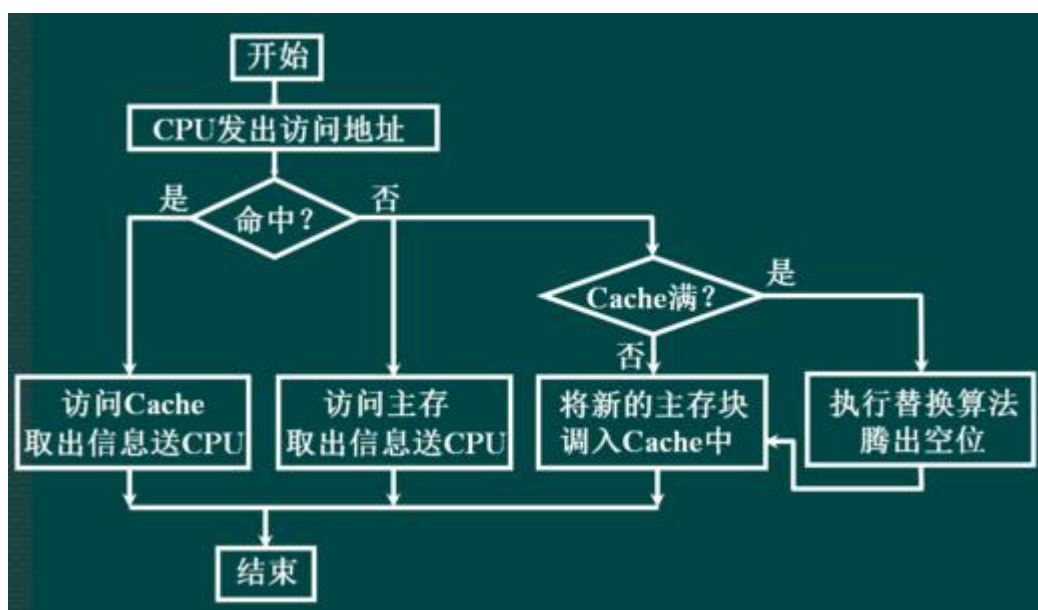 开始
CPU发出访问地址
是
命中?
否
Cache满?
是
否
访问Cache
取出信息送CPU
访问主存
取出信息送CPU
将新的主存块
调入Cache中
执行替换算法
腾出空位
结束